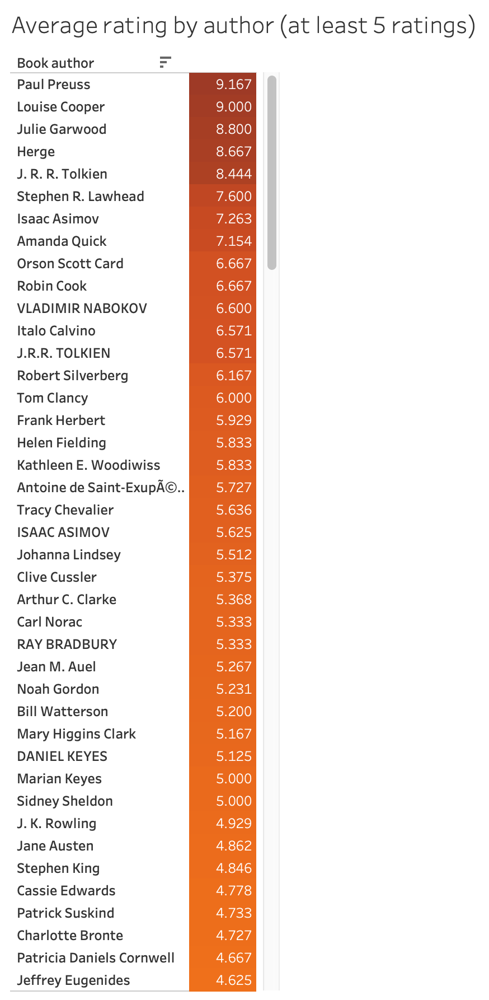 Average rating by author (at least 5 ratings)
Book author
Paul Preuss 9.167
Louise Cooper 9.000
Julie Garwood 8.800
Herge 8.667
J. R. R. Tolkien 8.444
Stephen R. Lawhead 7.600
Isaac Asimov 7.263
Amanda Quick 7.154
Orson Scott Card 6.667
Robin Cook 6.667
VLADIMIR NABOKOV 6.600
Italo Calvino 6.571
J.R.R. TOLKIEN 6.571
Robert Silverberg 6.167
Tom Clancy 6.000
Frank Herbert 5.929
Helen Fielding 5.833
Kathleen E. Woodiwiss 5.833
Antoine de Saint-ExupÃ©.. 5.727
Tracy Chevalier 5.636
ISAAC ASIMOV 5.625
Johanna Lindsey 5.512
Clive Cussler 5.375
Arthur C. Clarke 5.368
Carl Norac 5.333
RAY BRADBURY 5.333
Jean M. Auel 5.267
Noah Gordon 5.231
Bill Watterson 5.200
Mary Higgins Clark 5.167
DANIEL KEYES 5.125
Marian Keyes 5.000
Sidney Sheldon 5.000
J. K. Rowling 4.929
Jane Austen 4.862
Stephen King 4.846
Cassie Edwards 4.778
Patrick Suskind 4.733
Charlotte Bronte 4.727
Patricia Daniels Cornwell 4.667
Jeffrey Eugenides 4.625